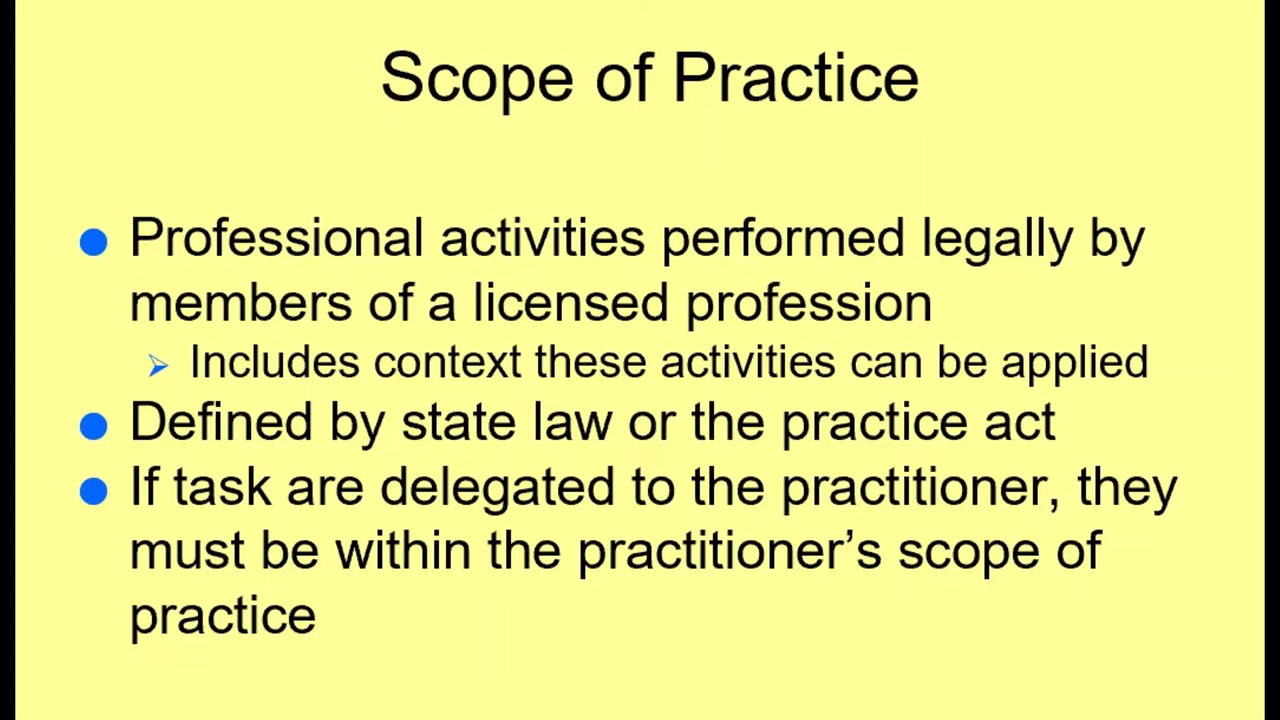 Scope of Practice
Professional activities performed legally by
members of a licensed profession
Includes context these activities can be applied
Defined by state law or the practice act
If task are delegated to the practitioner, they
must be within the practitioner’s scope of
practice